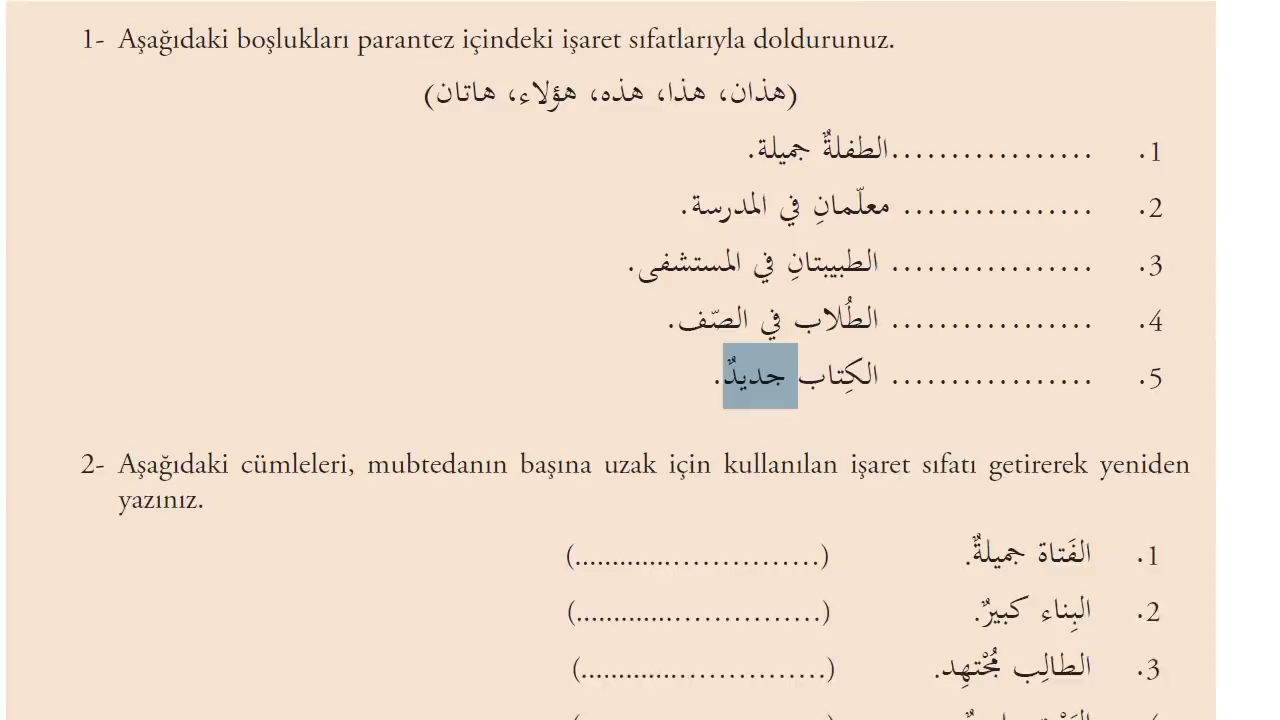 1- Aşağıdaki boşlukları parantez içindeki işaret sıfatlarıyla doldurunuz.
(هذان، هذا، هذه، هؤلاء، هاتان)
1. .................الطفلةٌ جميلة.
2. ................ معلّمانِ في المدرسة.
3. ................. الطبيبتانِ في المستشفى.
4. ................. الطُلاب في الصّف.
5. ................. الكِتاب جديدٌ.
2- Aşağıdaki cümleleri, mubtedanın başına uzak için kullanılan işaret sıfatı getirerek yeniden
yazınız.
1. الفَتاة جميلةٌ. (............................)
2. البِناء كبيرٌ. (............................)
3. الطالِب مُجْتهِد. (............................)